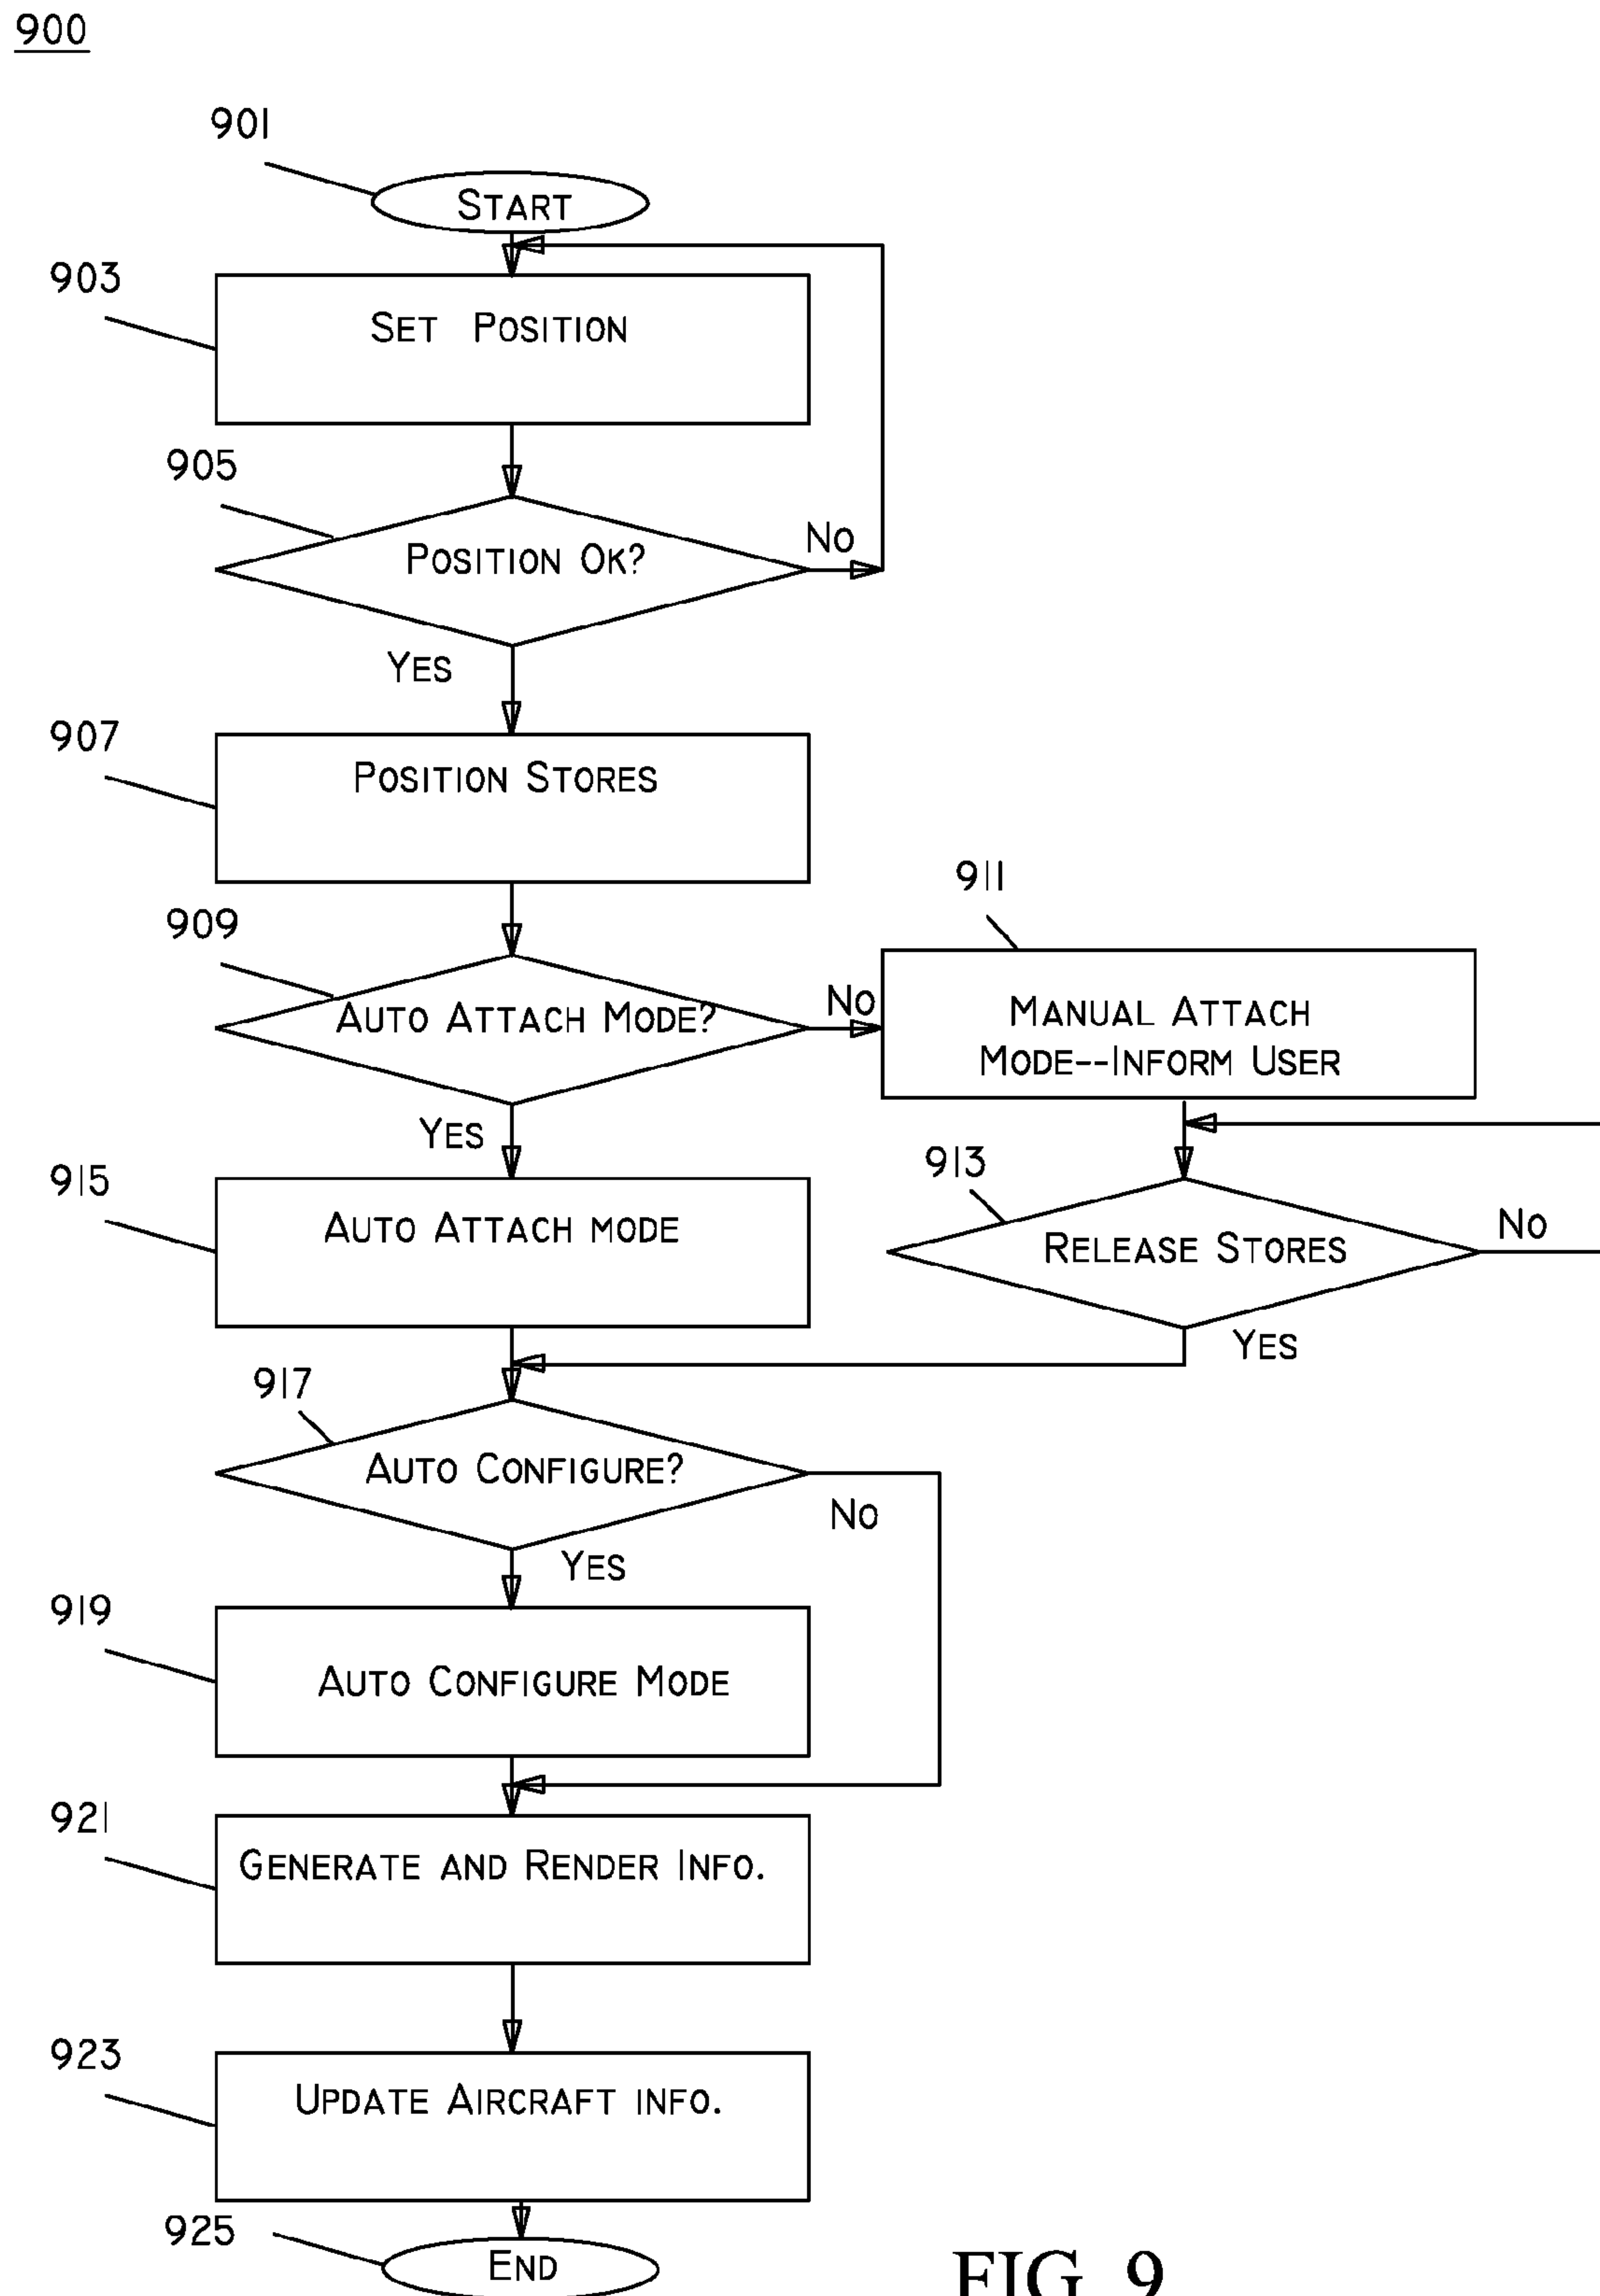 900
901
START
903
SET POSITION
905
POSITION OK?
NO
YES
907
POSITION STORES
909
AUTO ATTACH MODE?
NO
911
MANUAL ATTACH
MODE--INFORM USER
YES
913
RELEASE STORES
NO
YES
915
AUTO ATTACH MODE
917
AUTO CONFIGURE?
NO
YES
919
AUTO CONFIGURE MODE
921
GENERATE AND RENDER INFO.
923
UPDATE AIRCRAFT INFO.
925
END
FIG. 9